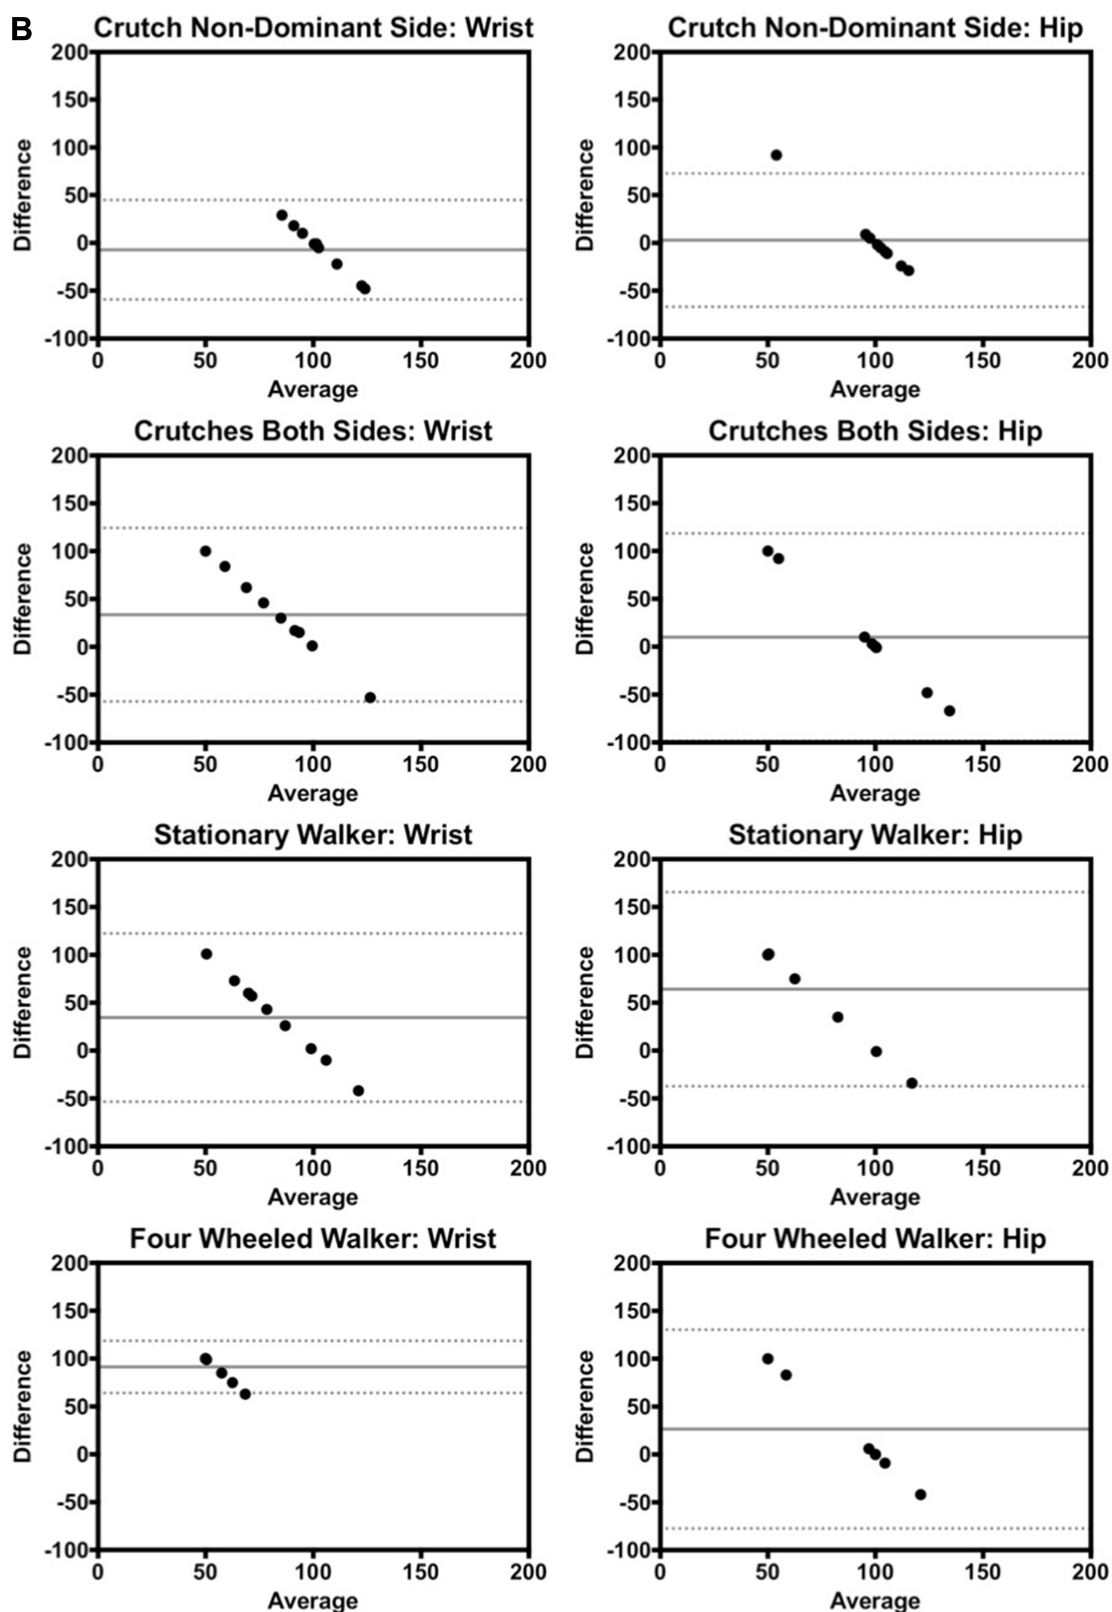 B
Crutch Non-Dominant Side: Wrist
Difference
200
150
100
50
0
-50
-100
0 50 100 150 200
Average
Crutch Non-Dominant Side: Hip
Difference
200
150
100
50
0
-50
-100
0 50 100 150 200
Average
Crutches Both Sides: Wrist
Difference
200
150
100
50
0
-50
-100
0 50 100 150 200
Average
Crutches Both Sides: Hip
Difference
200
150
100
50
0
-50
-100
0 50 100 150 200
Average
Stationary Walker: Wrist
Difference
200
150
100
50
0
-50
-100
0 50 100 150 200
Average
Stationary Walker: Hip
Difference
200
150
100
50
0
-50
-100
0 50 100 150 200
Average
Four Wheeled Walker: Wrist
Difference
200
150
100
50
0
-50
-100
0 50 100 150 200
Average
Four Wheeled Walker: Hip
Difference
200
150
100
50
0
-50
-100
0 50 100 150 200
Average